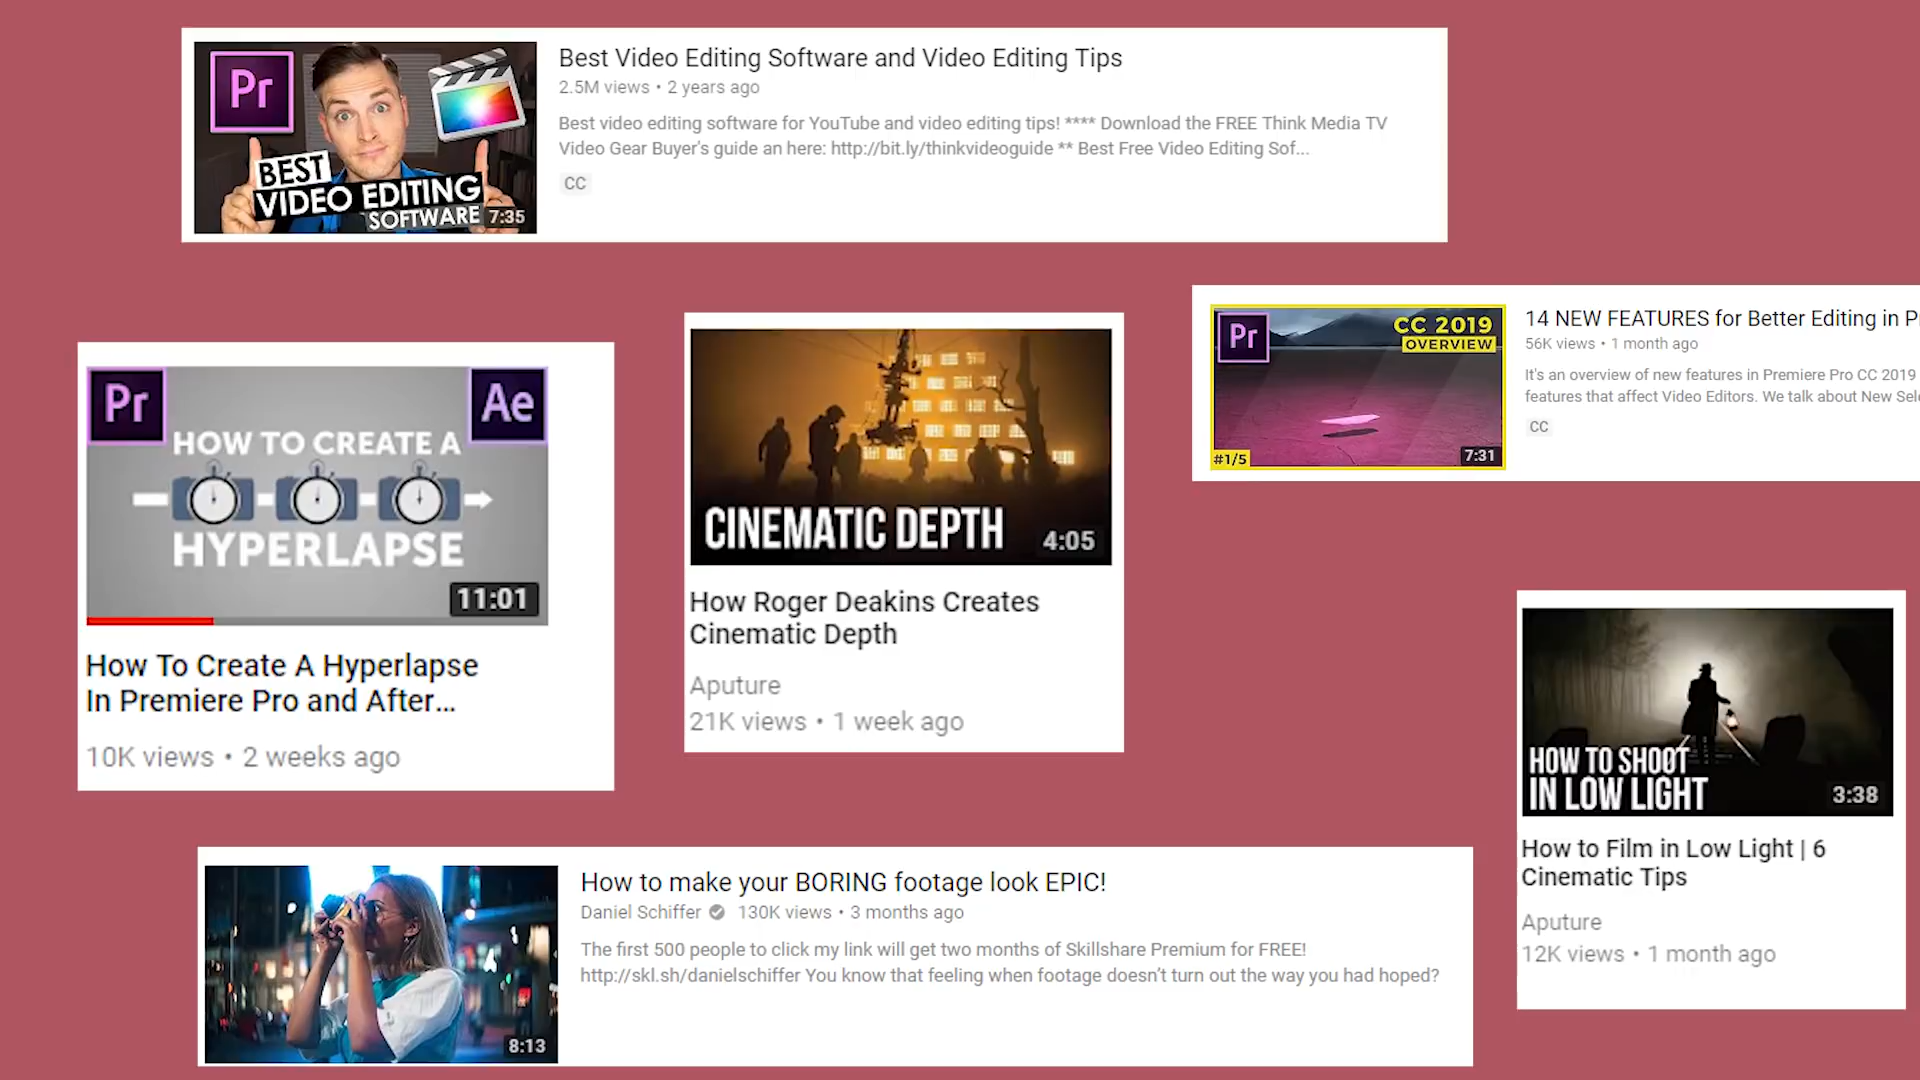 Pr
BEST
VIDEO EDITING
SOFTWARE
7:35
Best Video Editing Software and Video Editing Tips
2.5M views • 2 years ago
Best video editing software for YouTube and video editing tips! **** Download the FREE Think Media TV
Video Gear Buyer's guide an here: http://bit.ly/thinkvideoguide ** Best Free Video Editing Sof...
CC
Pr
CC 2019
OVERVIEW
#1/5
7:31
14 NEW FEATURES for Better Editing in P
56K views • 1 month ago
It's an overview of new features in Premiere Pro CC 2019
features that affect Video Editors. We talk about New Sel
CC
Pr
Ae
HOW TO CREATE A
HYPERLAPSE
11:01
How To Create A Hyperlapse
In Premiere Pro and After...
10K views • 2 weeks ago
CINEMATIC DEPTH
4:05
How Roger Deakins Creates
Cinematic Depth
Aputure
21K views • 1 week ago
HOW TO SHOOT
IN LOW LIGHT
3:38
How to Film in Low Light | 6
Cinematic Tips
Aputure
12K views • 1 month ago
8:13
How to make your BORING footage look EPIC!
Daniel Schiffer 130K views • 3 months ago
The first 500 people to click my link will get two months of Skillshare Premium for FREE!
http://skl.sh/danielschiffer You know that feeling when footage doesn't turn out the way you had hoped?